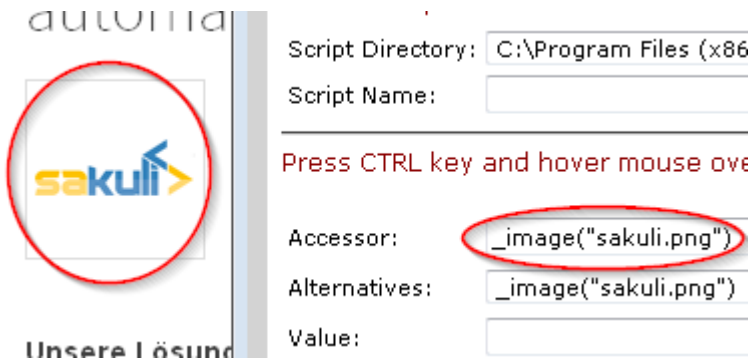 automa
sakuli
Unsere Lösung
Script Directory: C:\Program Files (x86
Script Name:
Press CTRL key and hover mouse ove
Accessor: _image("sakuli.png")
Alternatives: _image("sakuli.png")
Value: